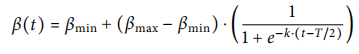 β(t) = β_min + (β_max − β_min) · (1 / (1 + e^{−k·(t−T/2)}))